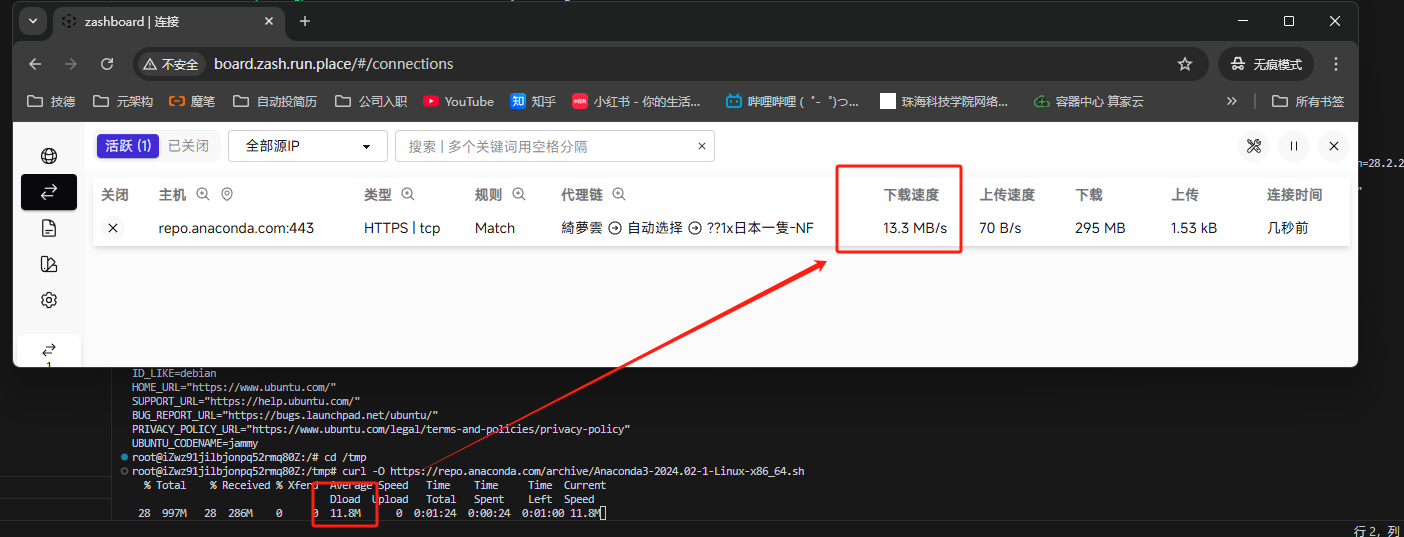 zashboard | 连接
不安全 board.zash.run.place/#/connections 无痕模式
技德 元架构 魔笔 自动投简历 公司入职 YouTube 知 知乎 小红书 - 你的生活... 哔哩哔哩 (゜-゜)つ... 珠海科技学院网络... 容器中心 算家云 » 所有书签
活跃 (1) 已关闭 全部源IP 搜索 | 多个关键词用空格分隔
关闭 主机 类型 规则 代理链 下载速度 上传速度 下载 上传 连接时间
repo.anaconda.com:443 HTTPS | tcp Match 綺夢雲 自动选择 ??1x日本一隻-NF 13.3 MB/s 70 B/s 295 MB 1.53 kB 几秒前
n=28.2.2
"
1
ID_LIKE=debian
HOME_URL="https://www.ubuntu.com/"
SUPPORT_URL="https://help.ubuntu.com/"
BUG_REPORT_URL="https://bugs.launchpad.net/ubuntu/"
PRIVACY_POLICY_URL="https://www.ubuntu.com/legal/terms-and-policies/privacy-policy"
UBUNTU_CODENAME=jammy
root@iZwz91jilbjonpq52rmq80Z:/# cd /tmp
root@iZwz91jilbjonpq52rmq80Z:/tmp# curl -O https://repo.anaconda.com/archive/Anaconda3-2024.02-1-Linux-x86_64.sh
% Total % Received % Xferd Average Speed Time Time Time Current
Dload Upload Total Spent Left Speed
28 997M 28 286M 0 0 11.8M 0 0:01:24 0:00:24 0:01:00 11.8M
行 2, 列